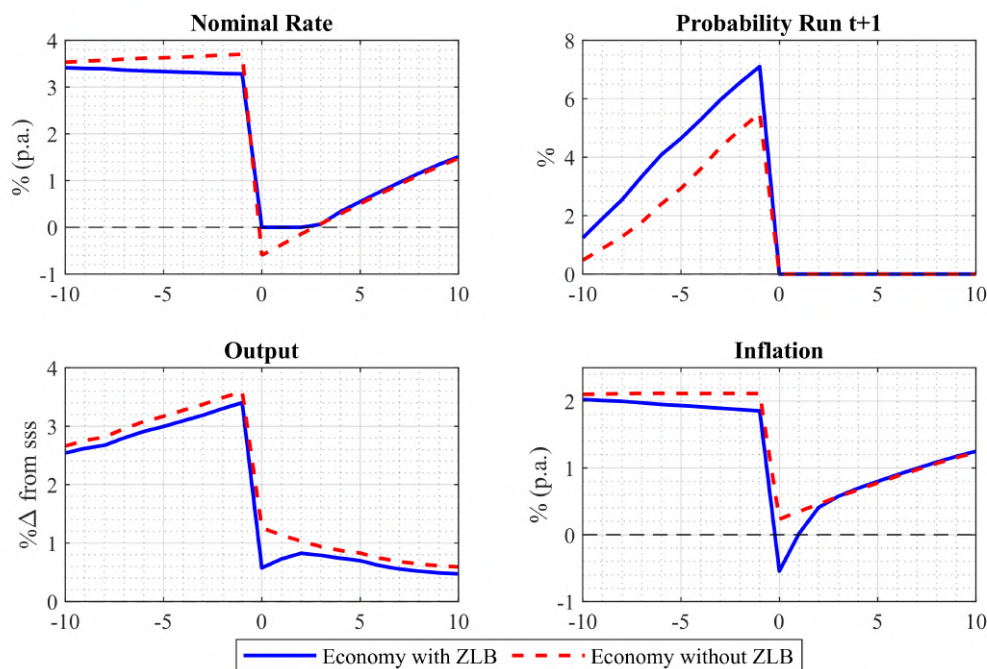 Nominal Rate
% (p.a.)
4
3
2
1
0
-1
-10 -5 0 5 10
Probability Run t+1
%
8
6
4
2
0
-10 -5 0 5 10
Output
%Δ from sss
4
3
2
1
0
-10 -5 0 5 10
Inflation
% (p.a.)
2
1
0
-1
-10 -5 0 5 10
Economy with ZLB Economy without ZLB